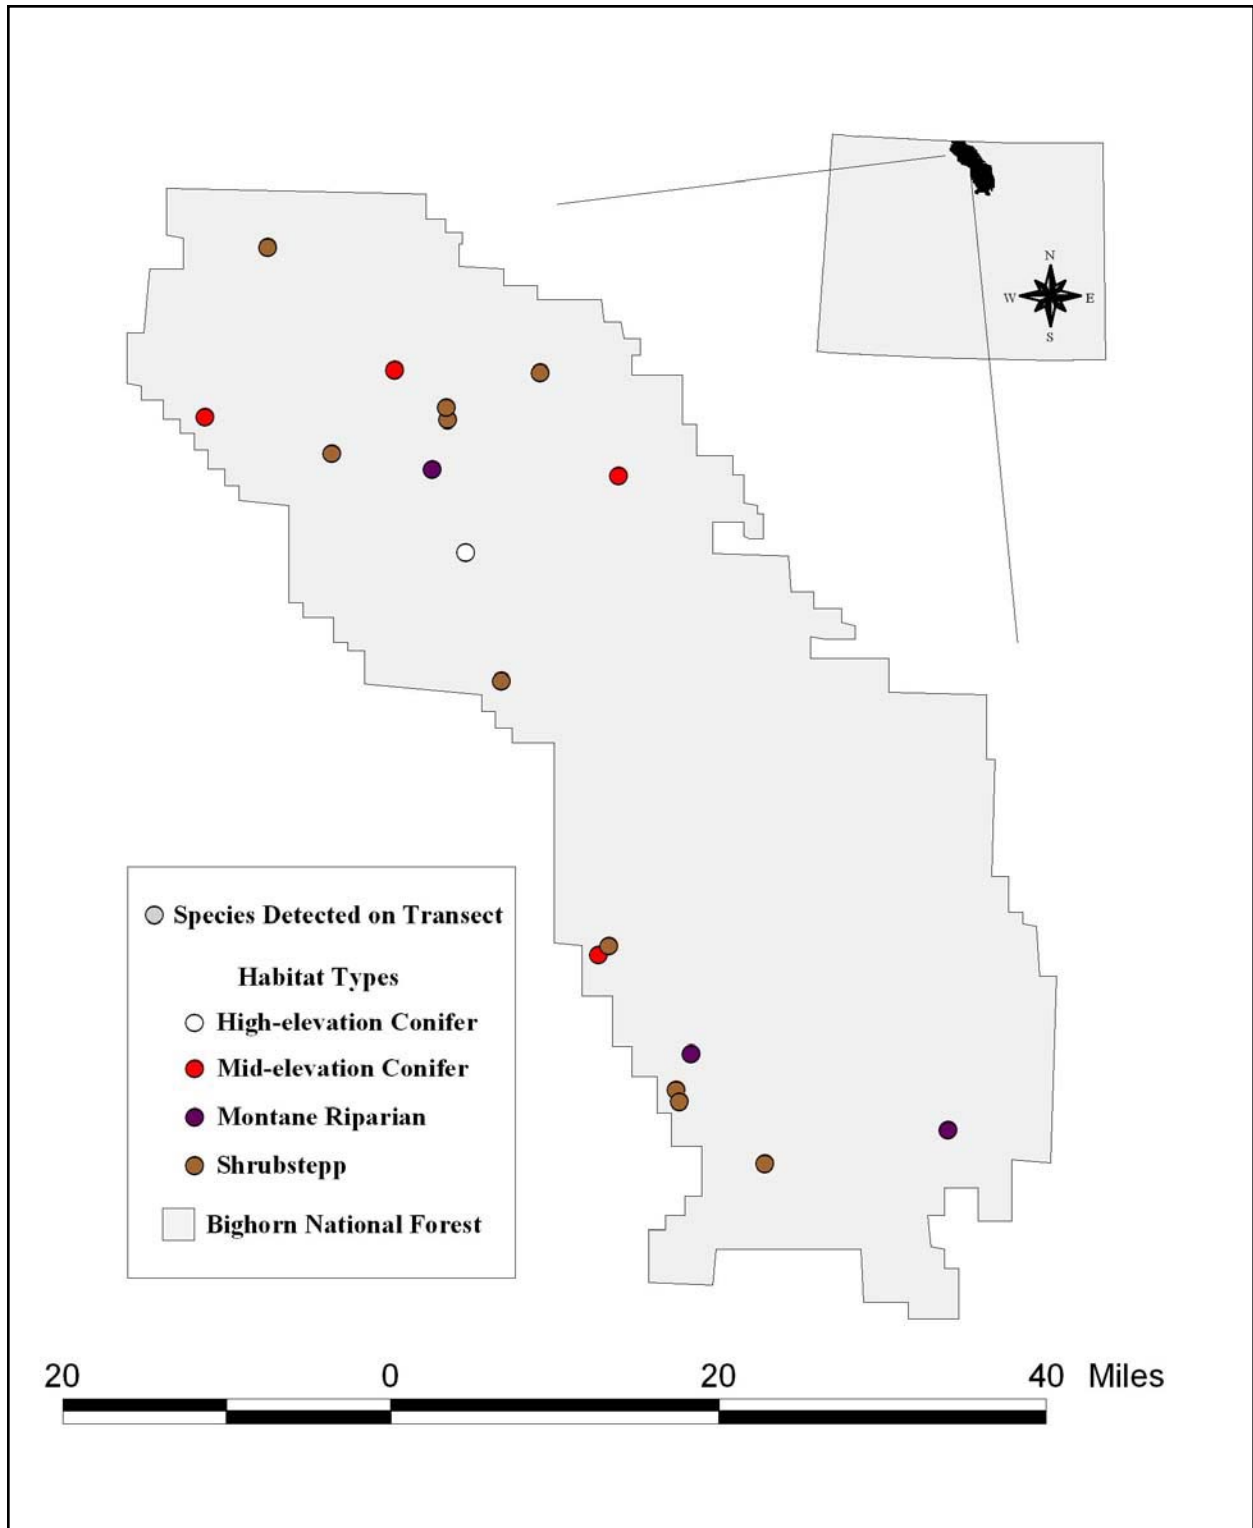 N
W E
S
Species Detected on Transect
Habitat Types
High-elevation Conifer
Mid-elevation Conifer
Montane Riparian
Shrubstepp
Bighorn National Forest
20 0 20 40 Miles